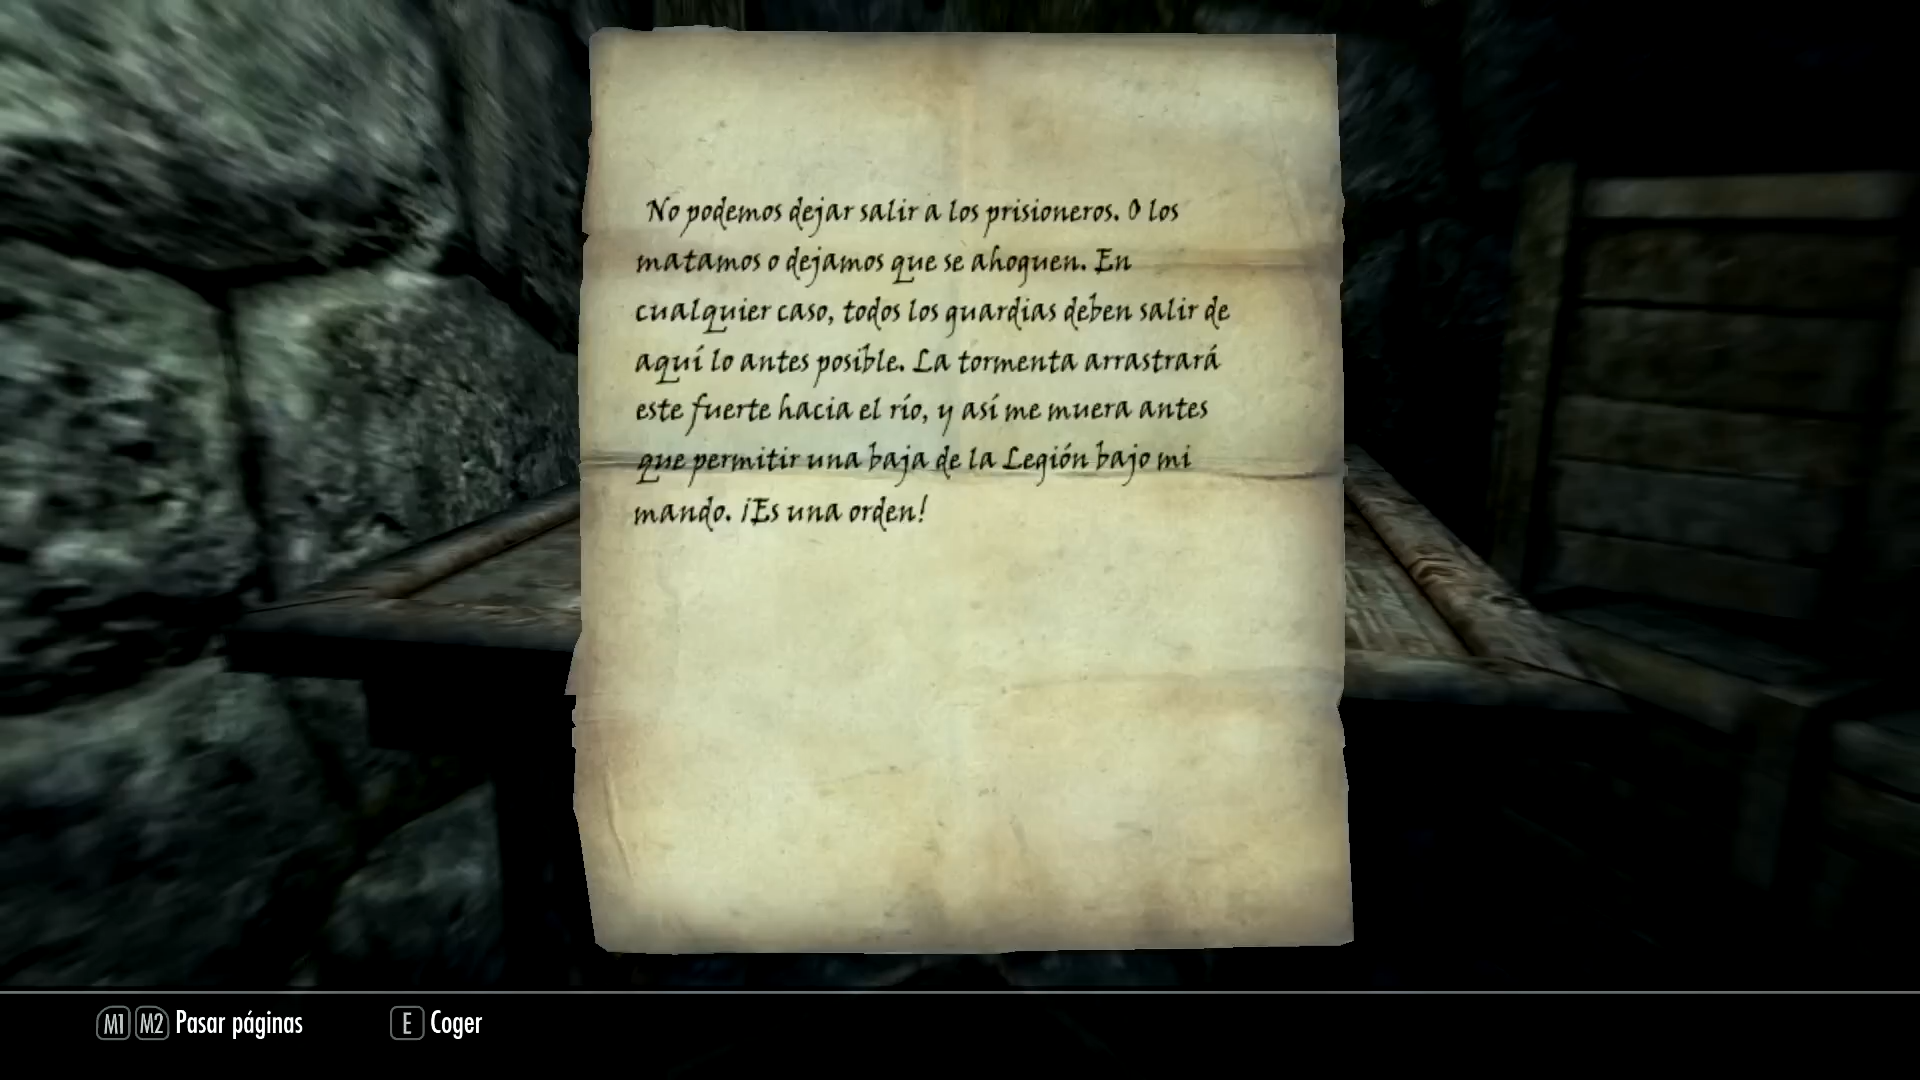 No podemos dejar salir a los prisioneros. O los
matamos o dejamos que se ahoguen. En
cualquier caso, todos los guardias deben salir de
aquí lo antes posible. La tormenta arrastrará
este fuerte hacia el río, y así me muera antes
que permitir una baja de la Legión bajo mi
mando. ¡Es una orden!
M1 M2 Pasar páginas E Coger